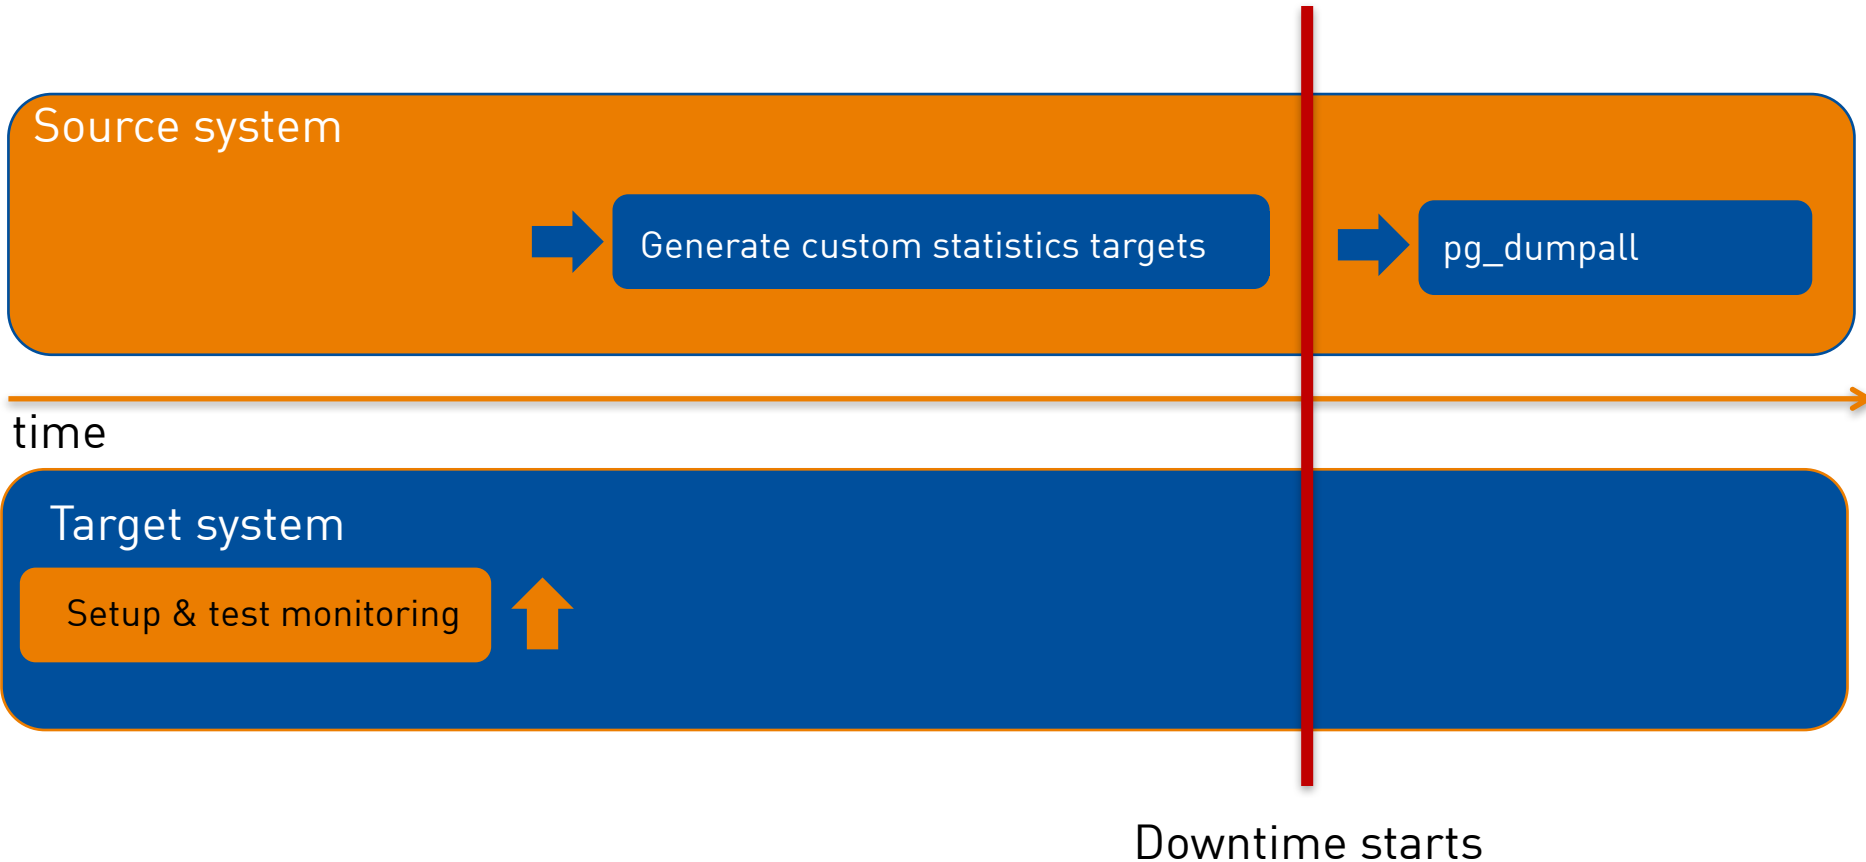 Source system
Generate custom statistics targets
pg_dumpall
time
Target system
Setup & test monitoring
Downtime starts